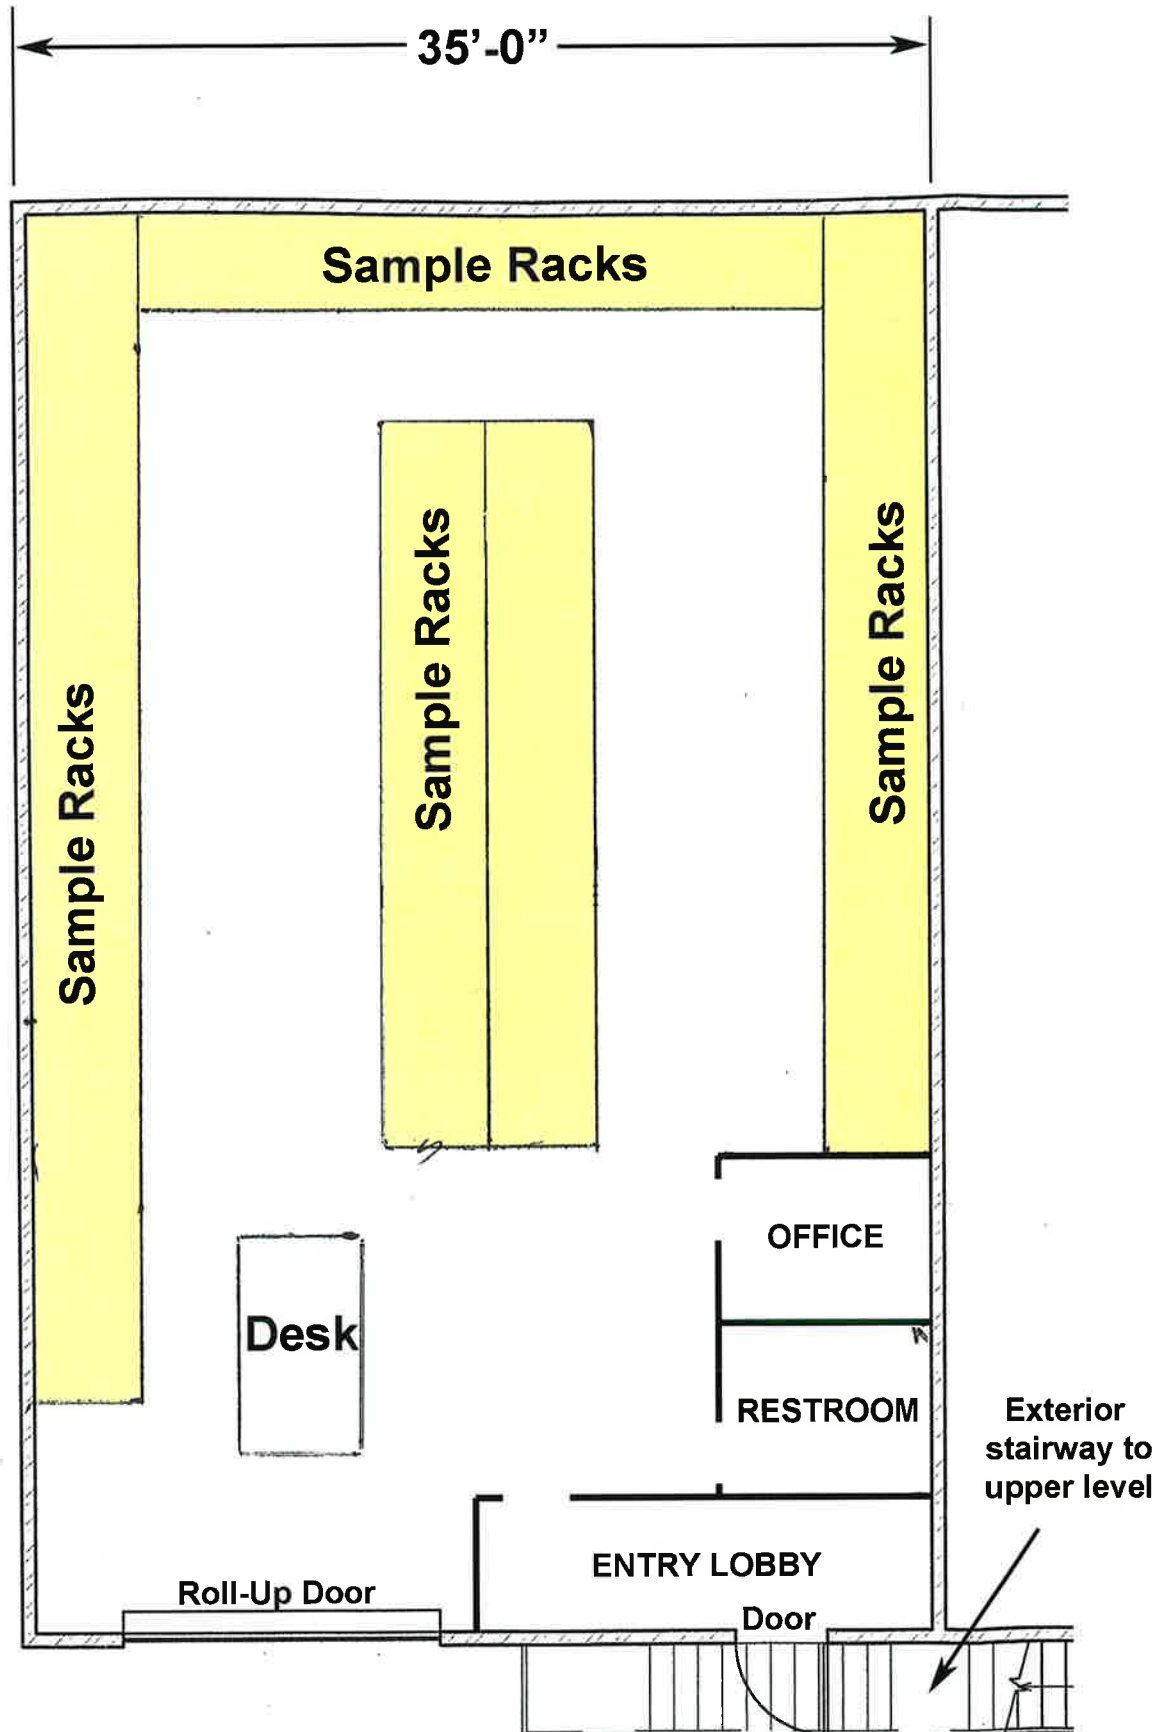 35’-0”
Sample Racks
Sample Racks
Sample Racks
Sample Racks
OFFICE
Desk
RESTROOM
Exterior
stairway to
upper level
ENTRY LOBBY
Roll-Up Door
Door